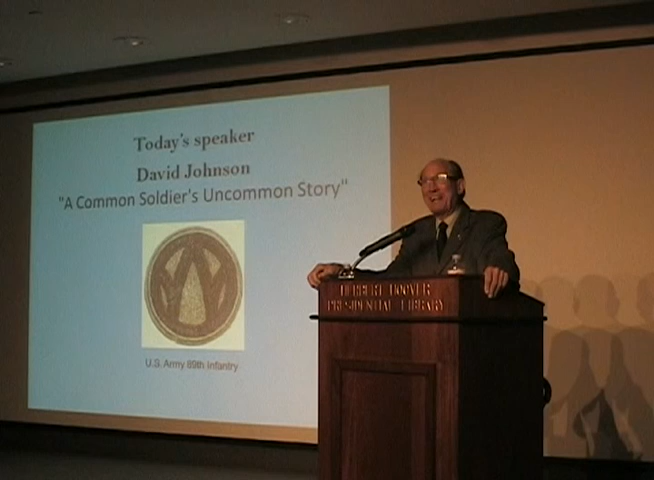 Today's speaker
David Johnson
"A Common Soldier's Uncommon Story"
U.S. Army 89th Infantry
HERBERT HOOVER
PRESIDENTIAL LIBRARY